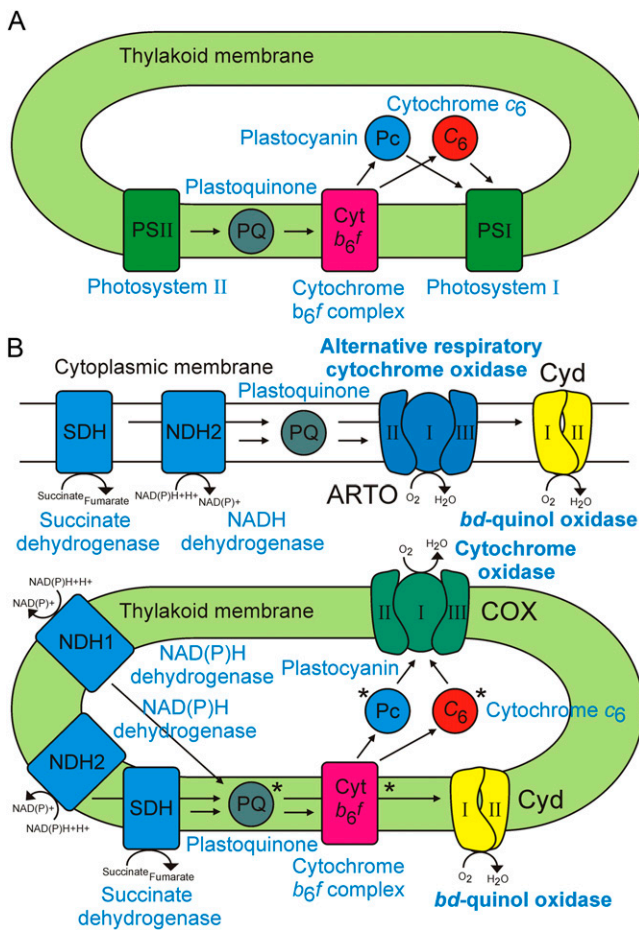 A
Thylakoid membrane
Cytochrome c6
Plastocyanin
Pc
C6
Plastoquinone
PSII
PQ
Cyt
b6f
PSI
Photosystem II
Cytochrome
b6f complex
Photosystem I
B
Cytoplasmic membrane
Alternative respiratory
cytochrome oxidase
Cyd
Plastoquinone
SDH
NDH2
PQ
II
I
III
I
II
Succinate
Fumarate
NAD(P)H+H+
NAD(P)+
ARTO
O2
H2O
O2
H2O
Succinate
dehydrogenase
NADH
dehydrogenase
bd-quinol oxidase
O2
H2O
Cytochrome
oxidase
NAD(P)H+H+
NAD(P)+
Thylakoid membrane
II
I
III
COX
NDH1
NAD(P)H
dehydrogenase
Plastocyanin
NAD(P)H
dehydrogenase
*
Pc
C6
*
Cytochrome c6
NDH2
NAD(P)+
NAD(P)H+H+
SDH
PQ
*
Cyt
b6f
*
I
II
Cyd
Plastoquinone
Succinate
Fumarate
Cytochrome
b6f complex
O2
H2O
Succinate
dehydrogenase
bd-quinol oxidase